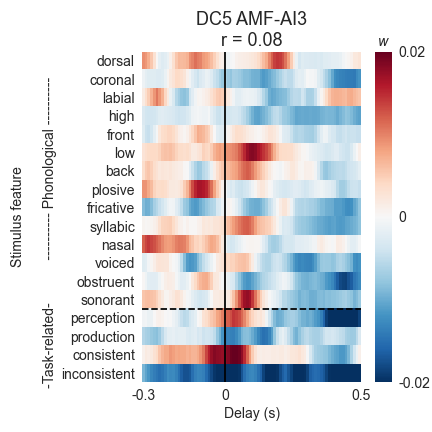 DC5 AMF-AI3
r = 0.08
w
dorsal
coronal
labial
high
front
low
back
plosive
fricative
syllabic
nasal
voiced
obstruent
sonorant
perception
production
consistent
inconsistent
Stimulus feature
-Task-related- ---------- Phonological ----------
-0.3 0 0.5
Delay (s)
0.02
0
-0.02